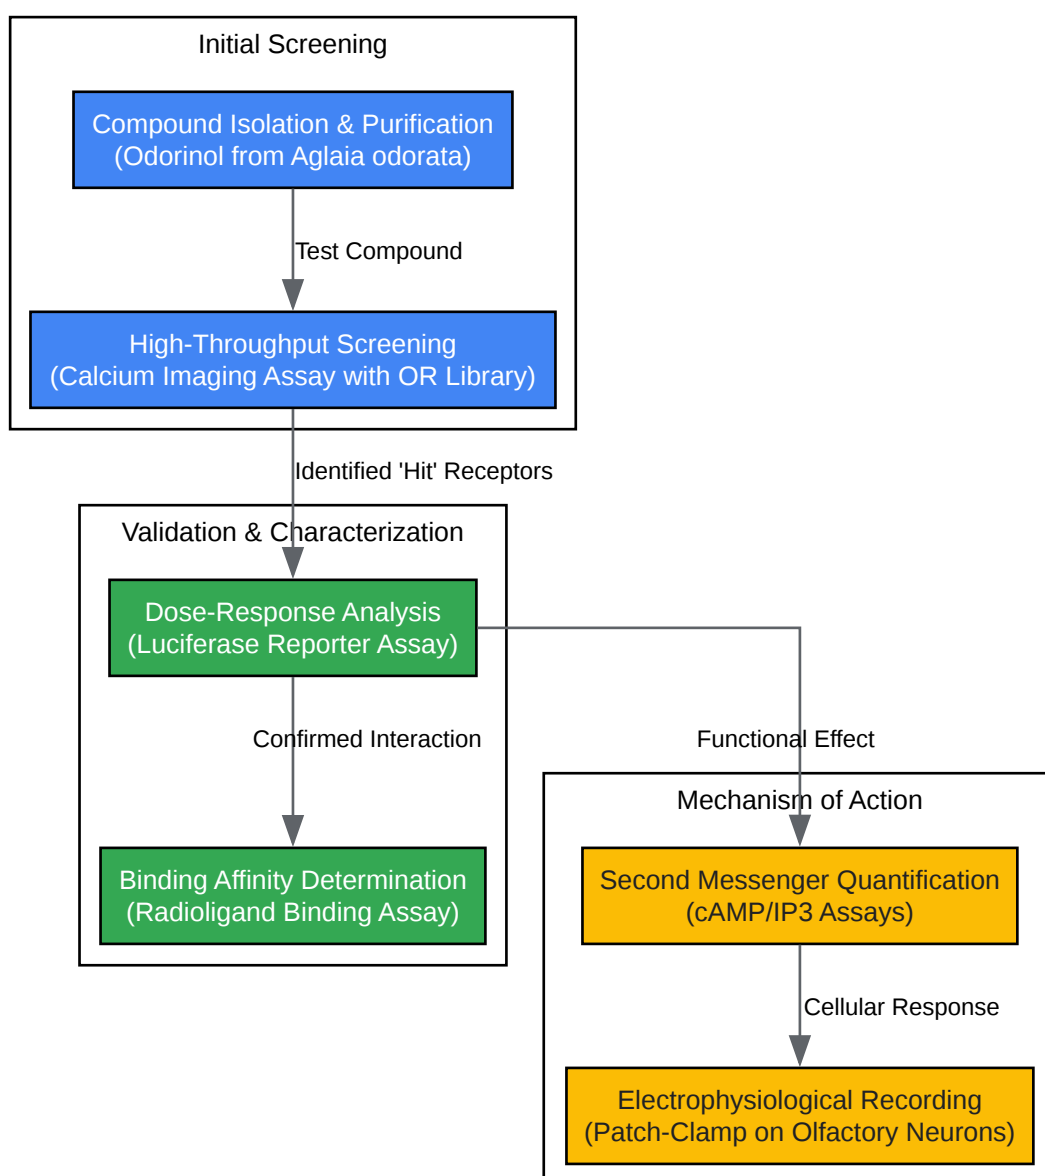 Initial Screening
Compound Isolation & Purification
(Odorinol from Aglaia odorata)
Test Compound
High-Throughput Screening
(Calcium Imaging Assay with OR Library)
Identified 'Hit' Receptors
Validation & Characterization
Dose-Response Analysis
(Luciferase Reporter Assay)
Confirmed Interaction
Functional Effect
Mechanism of Action
Binding Affinity Determination
(Radioligand Binding Assay)
Second Messenger Quantification
(cAMP/IP3 Assays)
Cellular Response
Electrophysiological Recording
(Patch-Clamp on Olfactory Neurons)